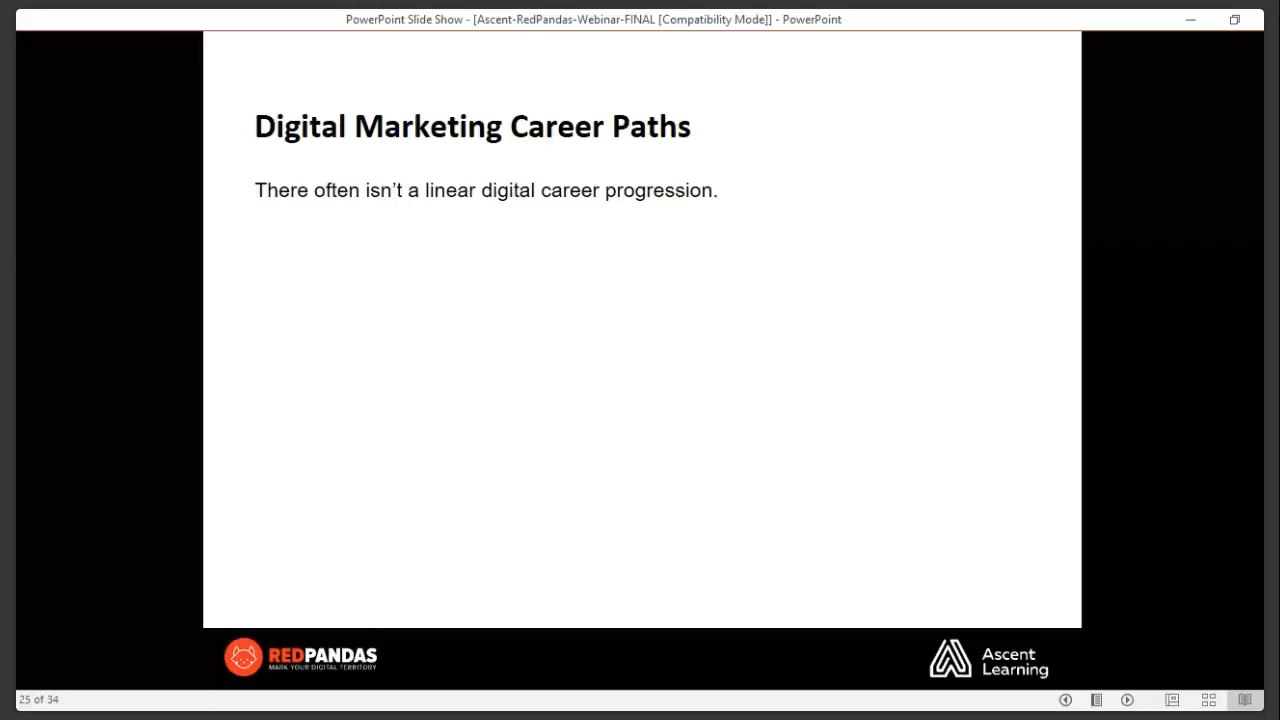 PowerPoint Slide Show - [Ascent-RedPandas-Webinar-FINAL [Compatibility Mode]] - PowerPoint
Digital Marketing Career Paths
There often isn’t a linear digital career progression.
REDPANDAS
MARK YOUR DIGITAL TERRITORY
Ascent
Learning
25 of 34